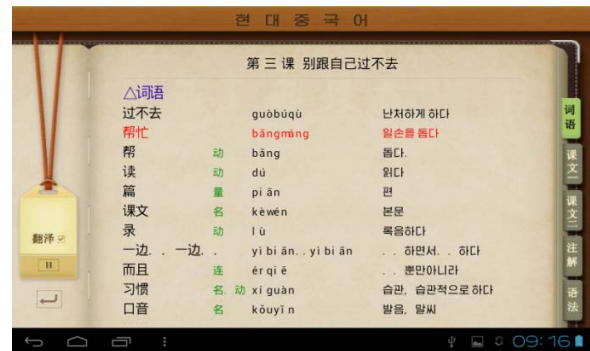 현대중국어
第三课 别跟自己过不去
△词语
过不去 guòbúqù 난처하게 하다
帮忙 bāngmáng 일손을 돕다
帮 动 bāng 돕다.
读 动 dú 읽다
篇 量 piān 편
课文 名 kèwén 본문
录 动 lù 록음하다
一边. . 一边. . yìbiān. . yìbiān . . 하면서. . 하다
而且 连 érqiě . . 뿐만아니라
习惯 名. 动 xíguàn 습관, 습관적으로 하다
口音 名 kǒuyīn 발음, 말씨
词语
课文一
课文二
注解
语法
翻泽
09:16